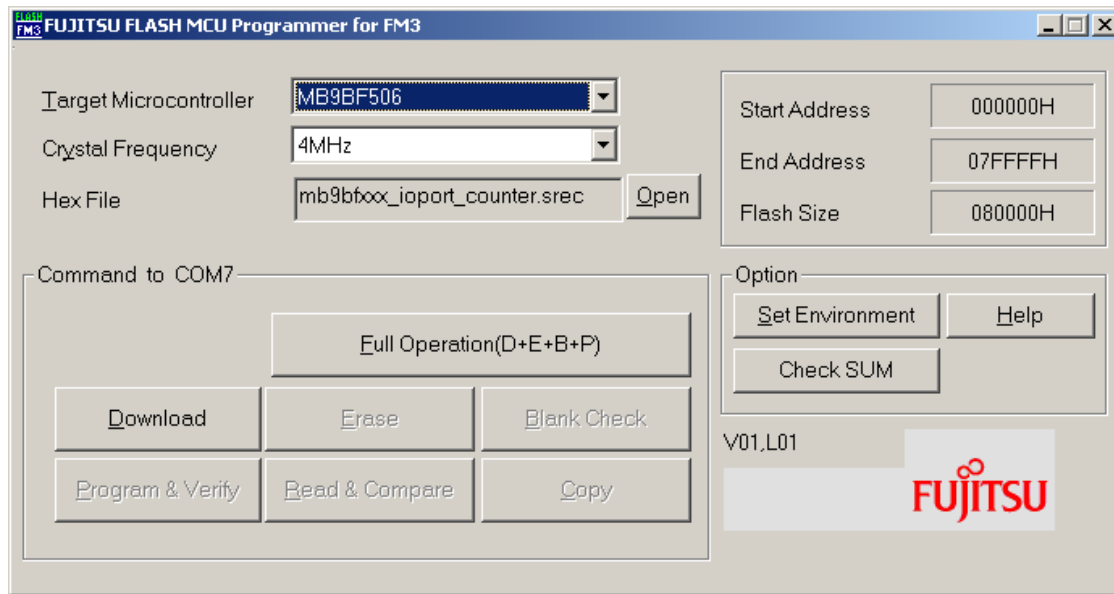 FLASH FM3 FUJITSU FLASH MCU Programmer for FM3
Target Microcontroller MB9BF506
Crystal Frequency 4MHz
Hex File mb9bfxxx_ioport_counter.srec Open
Start Address 000000H
End Address 07FFFFH
Flash Size 080000H
Command to COM7
Full Operation(D+E+B+P)
Download Erase Blank Check
Program & Verify Read & Compare Copy
Option
Set Environment Help
Check SUM
V01,L01
FUJITSU